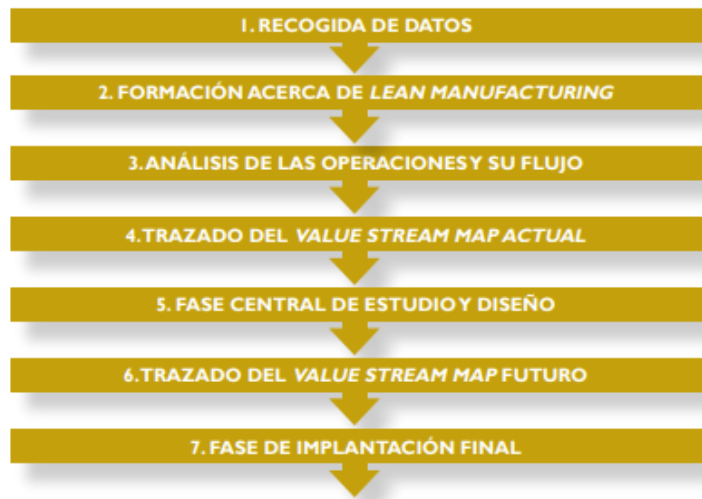 1. RECOGIDA DE DATOS
2. FORMACIÓN ACERCA DE LEAN MANUFACTURING
3. ANÁLISIS DE LAS OPERACIONES Y SU FLUJO
4. TRAZADO DEL VALUE STREAM MAP ACTUAL
5. FASE CENTRAL DE ESTUDIO Y DISEÑO
6. TRAZADO DEL VALUE STREAM MAP FUTURO
7. FASE DE IMPLANTACIÓN FINAL